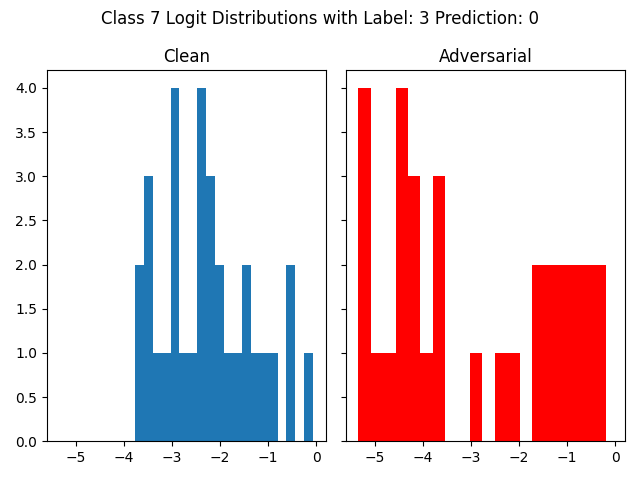 Class 7 Logit Distributions with Label: 3 Prediction: 0
Clean
Adversarial
4.0
3.5
3.0
2.5
2.0
1.5
1.0
0.5
0.0
−5 −4 −3 −2 −1 0
−5 −4 −3 −2 −1 0